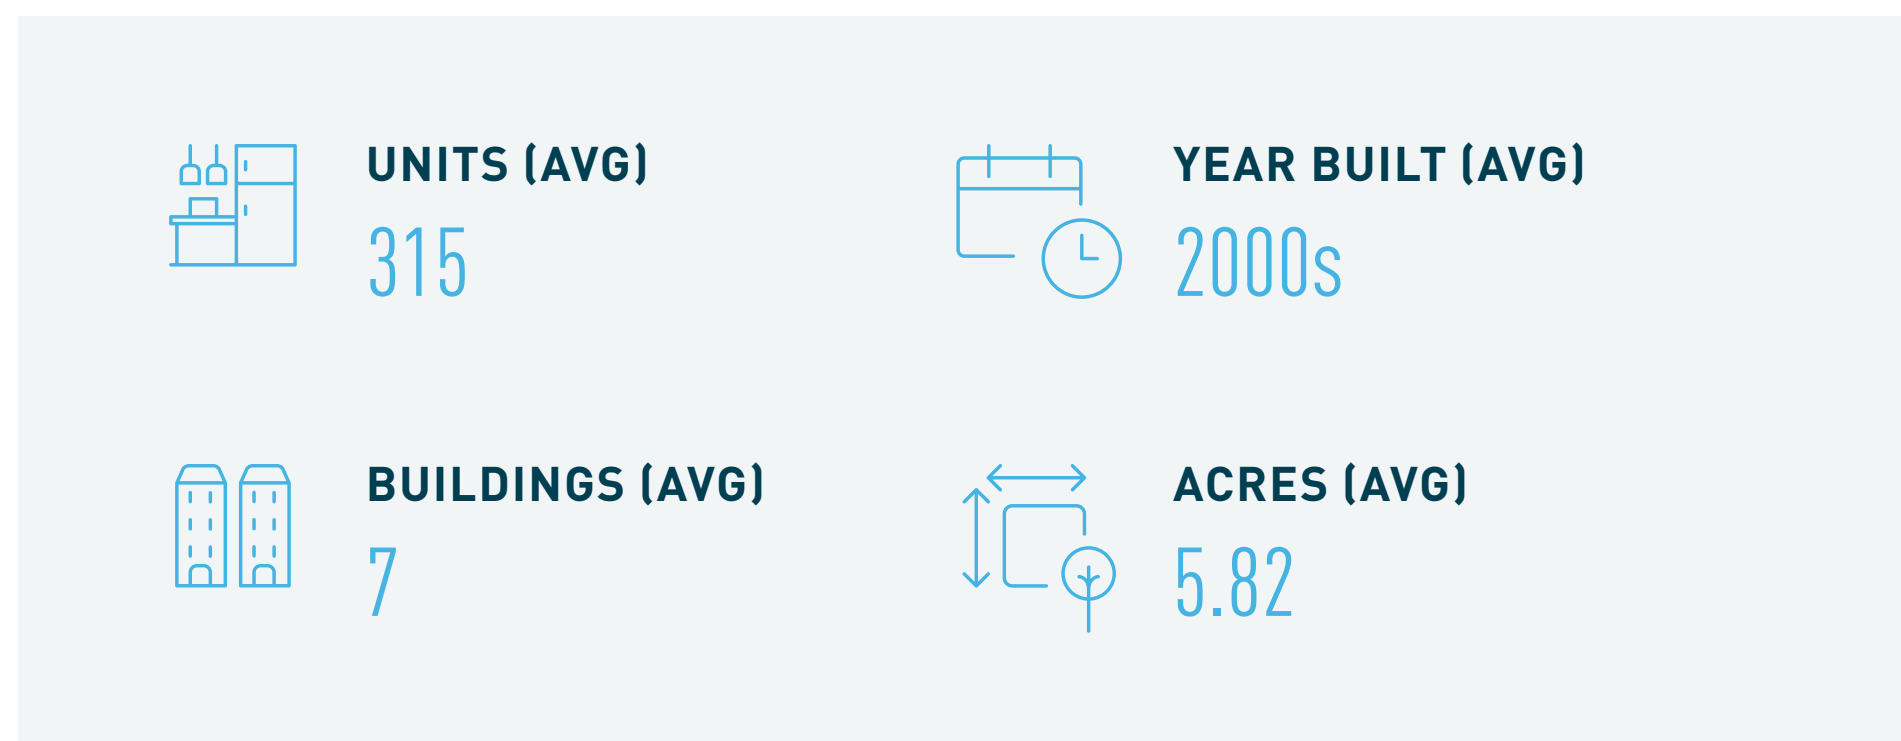 UNITS (AVG)
315
YEAR BUILT (AVG)
2000s
BUILDINGS (AVG)
7
ACRES (AVG)
5.82